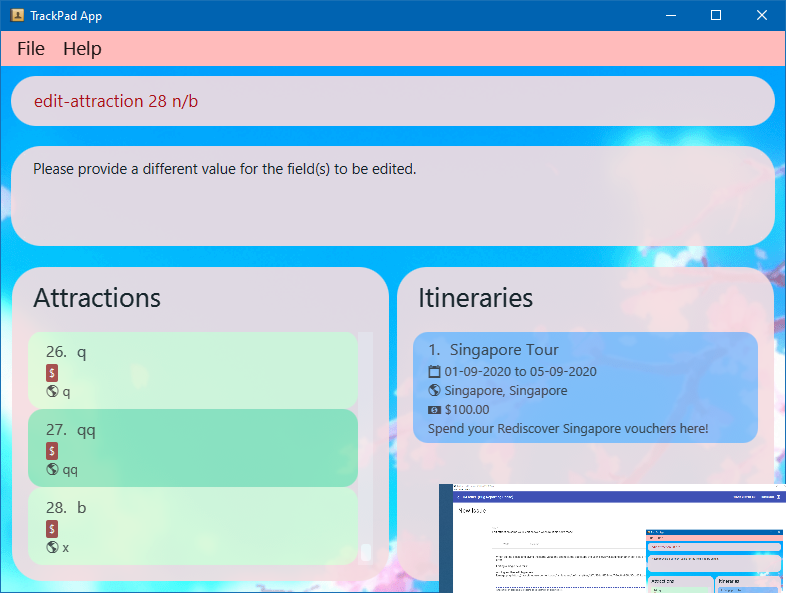 TrackPad App
File Help
edit-attraction 28 n/b
Please provide a different value for the field(s) to be edited.
Attractions
26. q
$
q
27. qq
$
qq
28. b
$
x
Itineraries
1. Singapore Tour
01-09-2020 to 05-09-2020
Singapore, Singapore
$100.00
Spend your Rediscover Singapore vouchers here!
New Issue
Attractions
Itineraries